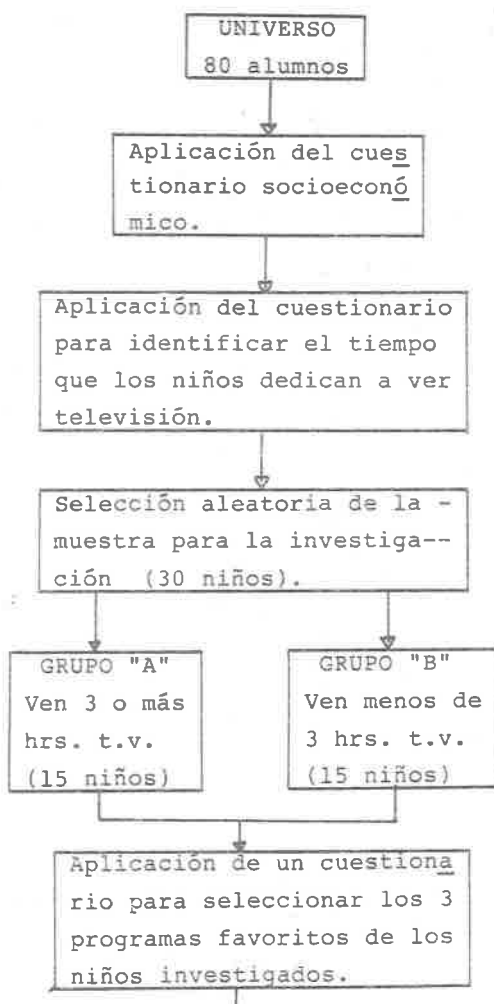 UNIVERSO
80 alumnos
Aplicación del cues
tionario socioeconó
mico.
Aplicación del cuestionario
para identificar el tiempo
que los niños dedican a ver
televisión.
Selección aleatoria de la -
muestra para la investiga--
ción (30 niños).
GRUPO "A"
Ven 3 o más
hrs. t.v.
(15 niños)
GRUPO "B"
Ven menos de
3 hrs. t.v.
(15 niños)
Aplicación de un cuestiona
rio para seleccionar los 3
programas favoritos de los
niños investigados.